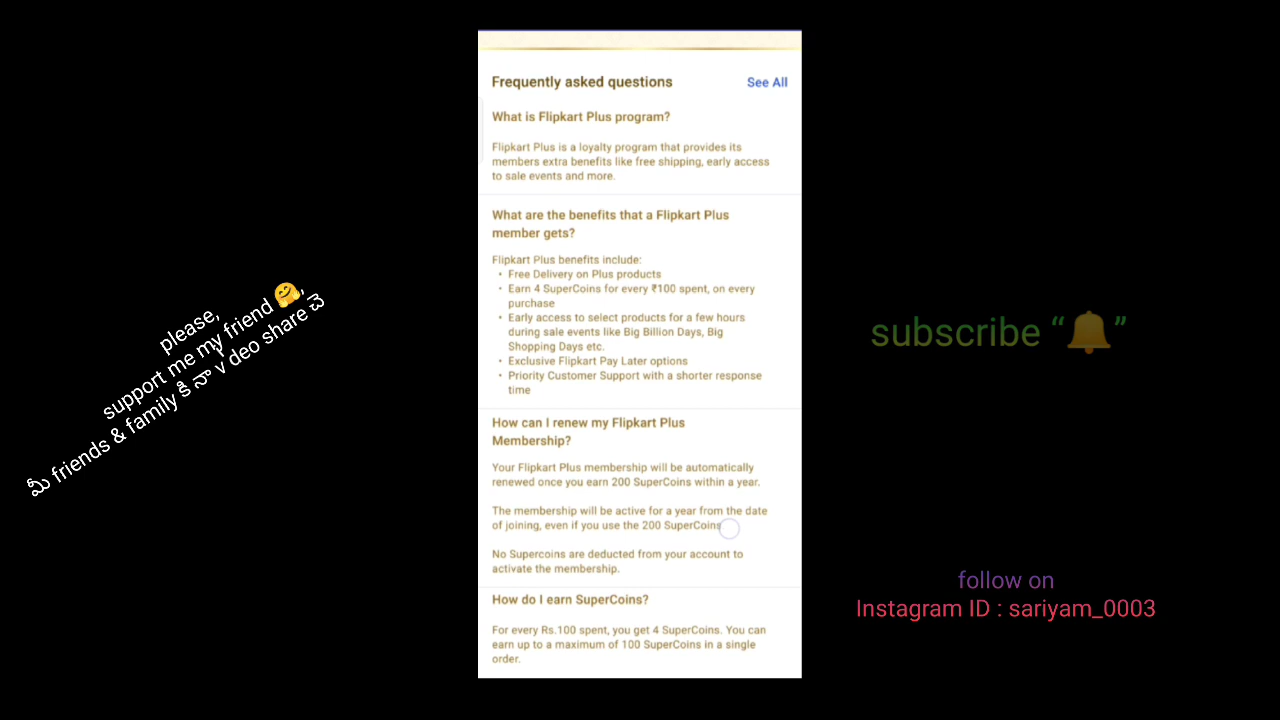 Frequently asked questions
See All
What is Flipkart Plus program?
Flipkart Plus is a loyalty program that provides its
members extra benefits like free shipping, early access
to sale events and more.
What are the benefits that a Flipkart Plus
member gets?
Flipkart Plus benefits include:
• Free Delivery on Plus products
• Earn 4 SuperCoins for every ₹100 spent, on every
purchase
• Early access to select products for a few hours
during sale events like Big Billion Days, Big
Shopping Days etc.
• Exclusive Flipkart Pay Later options
• Priority Customer Support with a shorter response
time
How can I renew my Flipkart Plus
Membership?
Your Flipkart Plus membership will be automatically
renewed once you earn 200 SuperCoins within a year.
The membership will be active for a year from the date
of joining, even if you use the 200 SuperCoins
No Supercoins are deducted from your account to
activate the membership.
How do I earn SuperCoins?
For every Rs.100 spent, you get 4 SuperCoins. You can
earn up to a maximum of 100 SuperCoins in a single
order.
please,
support me my friend 🤗,
మీ friends & family కి నా v deo share చె
subscribe “🔔”
follow on
Instagram ID : sariyam_0003